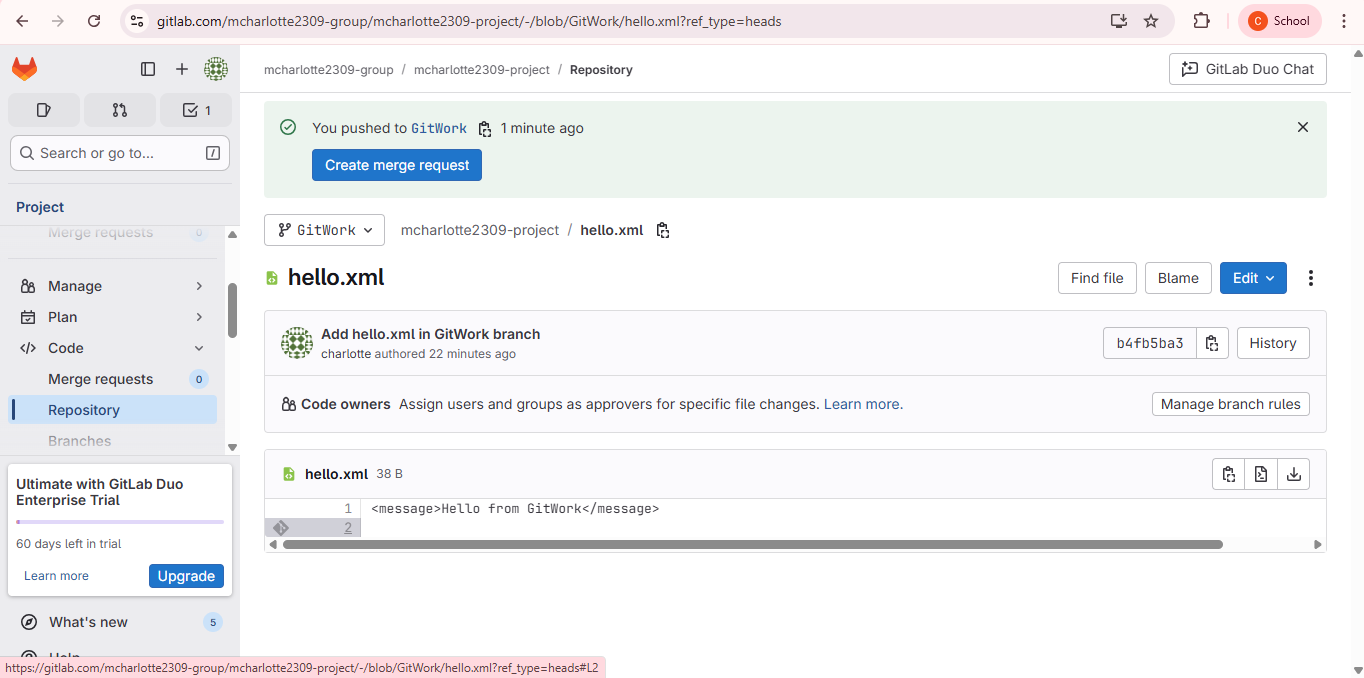 gitlab.com/mcharlotte2309-group/mcharlotte2309-project/-/blob/GitWork/hello.xml?ref_type=heads
C School
1
Search or go to... /
Project
Merge requests 0
Manage
Plan
Code
Merge requests 0
Repository
Branches
Ultimate with GitLab Duo
Enterprise Trial
60 days left in trial
Learn more Upgrade
What's new 5
Help
mcharlotte2309-group / mcharlotte2309-project / Repository
GitLab Duo Chat
You pushed to GitWork 1 minute ago
Create merge request
GitWork mcharlotte2309-project / hello.xml
hello.xml
Find file Blame Edit
Add hello.xml in GitWork branch
charlotte authored 22 minutes ago
b4fb5ba3 History
Code owners Assign users and groups as approvers for specific file changes. Learn more.
Manage branch rules
hello.xml 38 B
1 <message>Hello from GitWork</message>
2
https://gitlab.com/mcharlotte2309-group/mcharlotte2309-project/-/blob/GitWork/hello.xml?ref_type=heads#L2